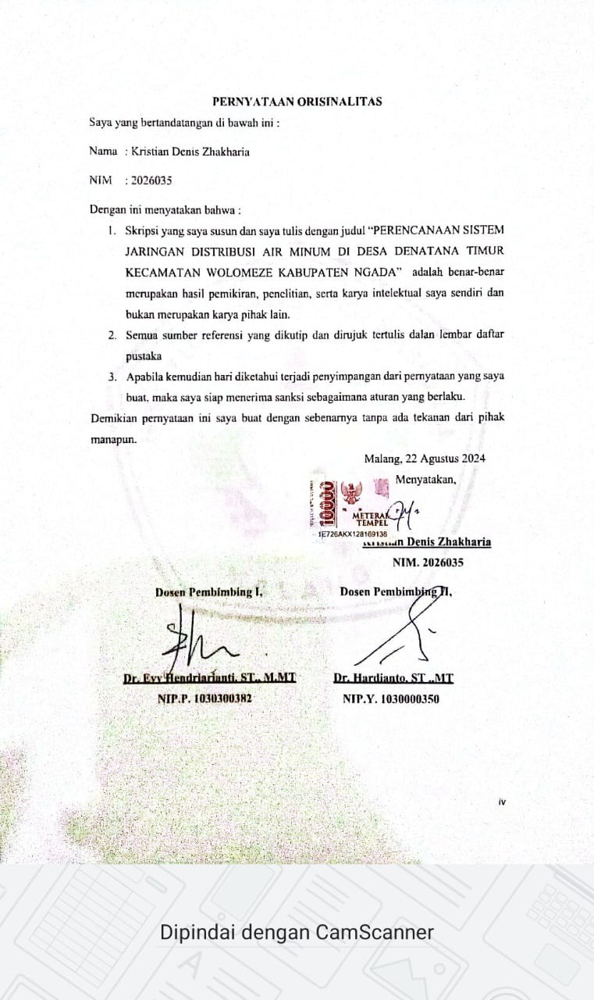 PERNYATAAN ORISINALITAS
Saya yang bertandatangan di bawah ini :
Nama : Kristian Denis Zhakharia
NIM : 2026035
Dengan ini menyatakan bahwa :
1. Skripsi yang saya susun dan saya tulis dengan judul “PERENCANAAN SISTEM
JARINGAN DISTRIBUSI AIR MINUM DI DESA DENATANA TIMUR
KECAMATAN WOLOMEZE KABUPATEN NGADA” adalah benar-benar
merupakan hasil pemikiran, penelitian, serta karya intelektual saya sendiri dan
bukan merupakan karya pihak lain.
2. Semua sumber referensi yang dikutip dan dirujuk tertulis dalan lembar daftar
pustaka
3. Apabila kemudian hari diketahui terjadi penyimpangan dari pernyataan yang saya
buat, maka saya siap menerima sanksi sebagaimana aturan yang berlaku.
Demikian pernyataan ini saya buat dengan sebenarnya tanpa ada tekanan dari pihak
manapun.
Malang, 22 Agustus 2024
Menyatakan,
10000
METERAI
TEMPEL
1E726AKX128169138
Kristian Denis Zhakharia
NIM. 2026035
Dosen Pembimbing I, Dosen Pembimbing II,
Dr. Evy Hendriarianti, ST., M.MT Dr. Hardianto, ST .,MT
NIP.P. 1030300382 NIP.Y. 1030000350
iv
Dipindai dengan CamScanner